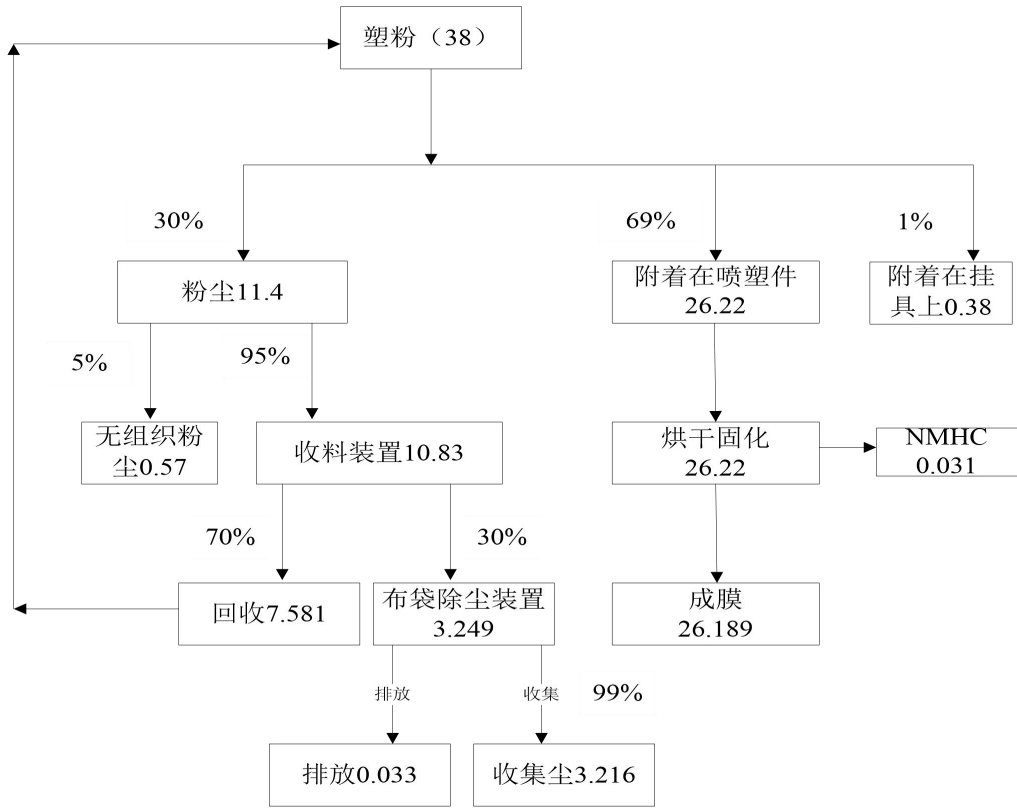 塑粉（38）
30%
69%
1%
粉尘11.4
附着在喷塑件
26.22
附着在挂
具上0.38
5%
95%
无组织粉
尘0.57
收料装置10.83
烘干固化
26.22
NMHC
0.031
70%
30%
回收7.581
布袋除尘装置
3.249
成膜
26.189
排放
收集
99%
排放0.033
收集尘3.216